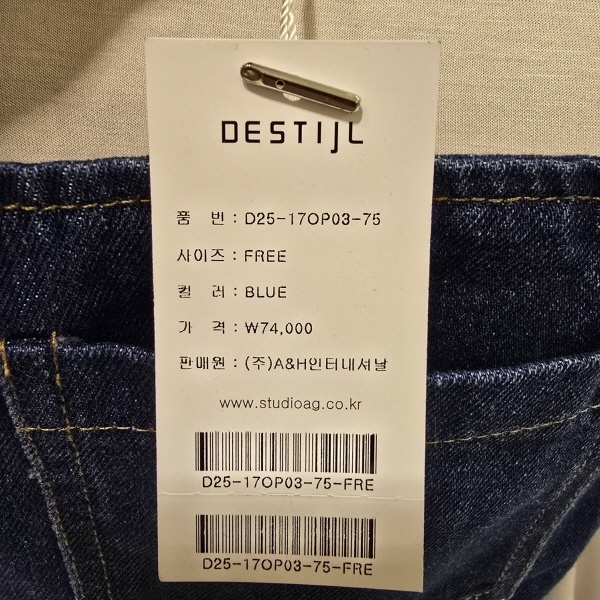 DESTIJL
품 번 : D25-17OP03-75
사이즈 : FREE
컬 러 : BLUE
가 격 : ₩74,000
판매원 : (주)A&H인터내셔날
www.studioag.co.kr
D25-17OP03-75-FRE
D25-17OP03-75-FRE